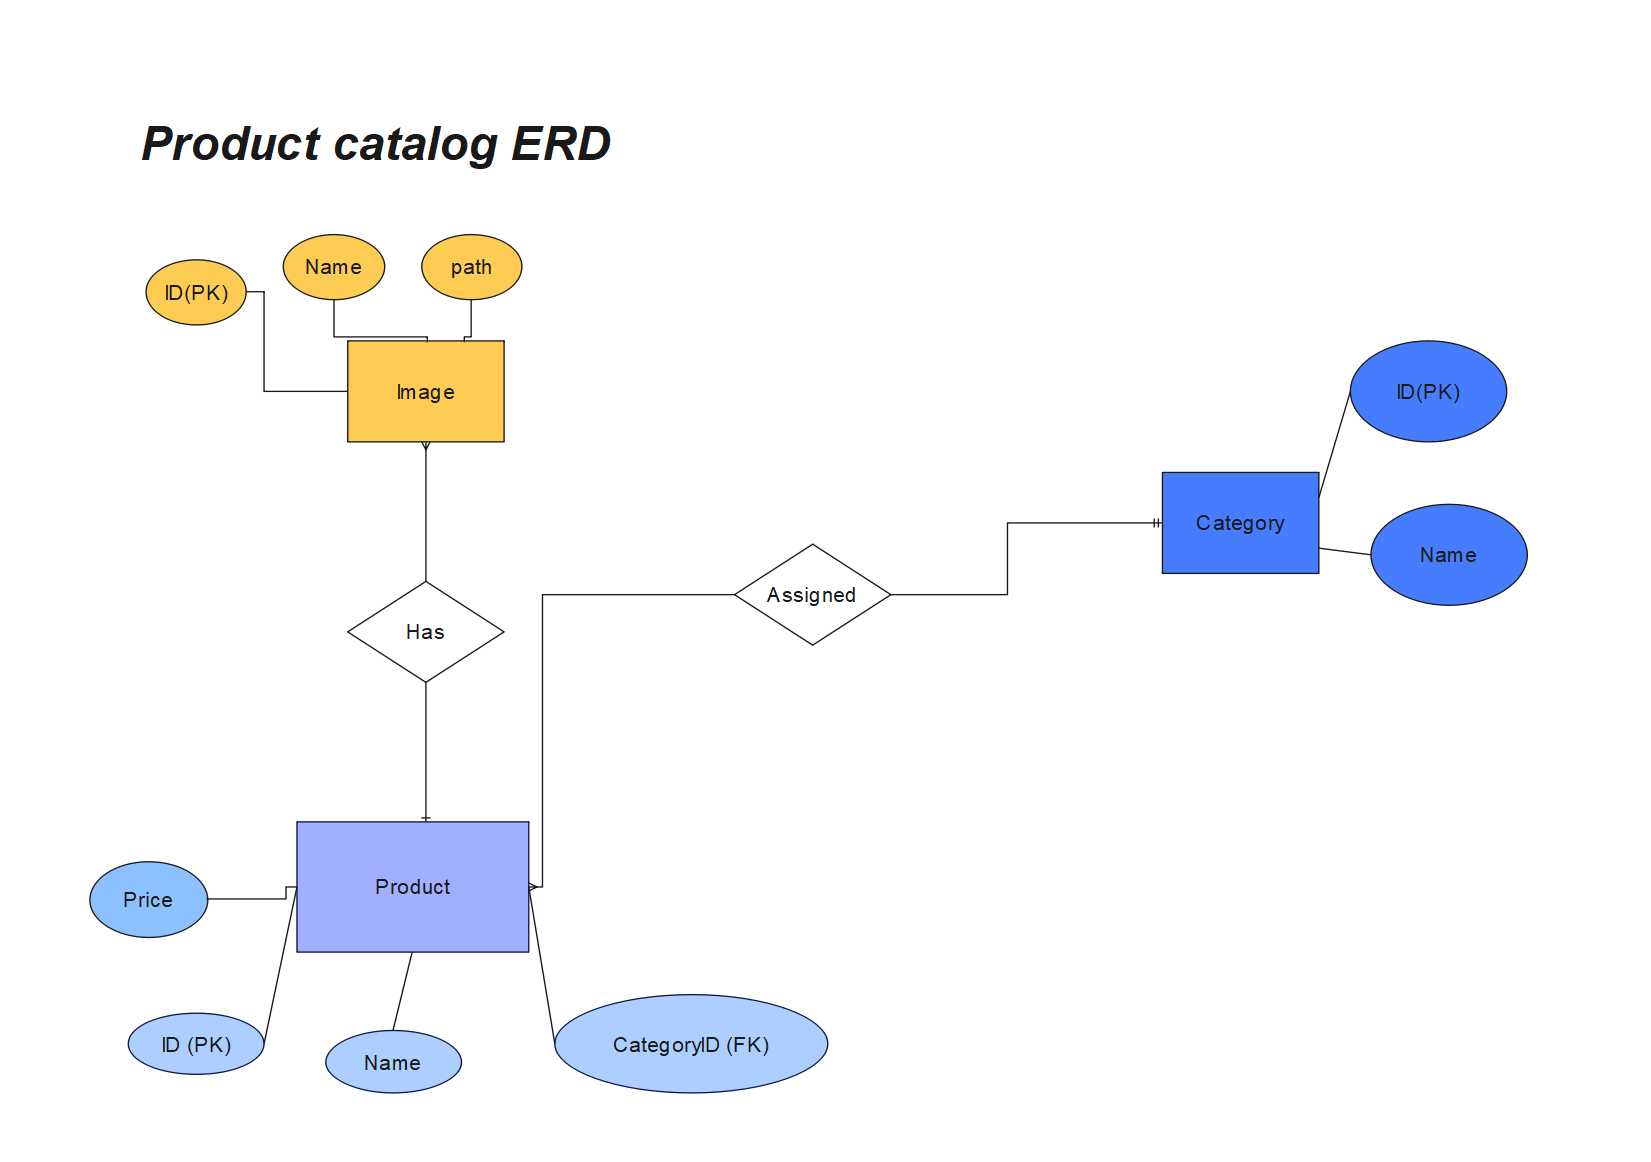 Product catalog ERD
Name
path
ID(PK)
Image
ID(PK)
Category
Name
Assigned
Has
Product
Price
ID (PK)
Name
CategoryID (FK)